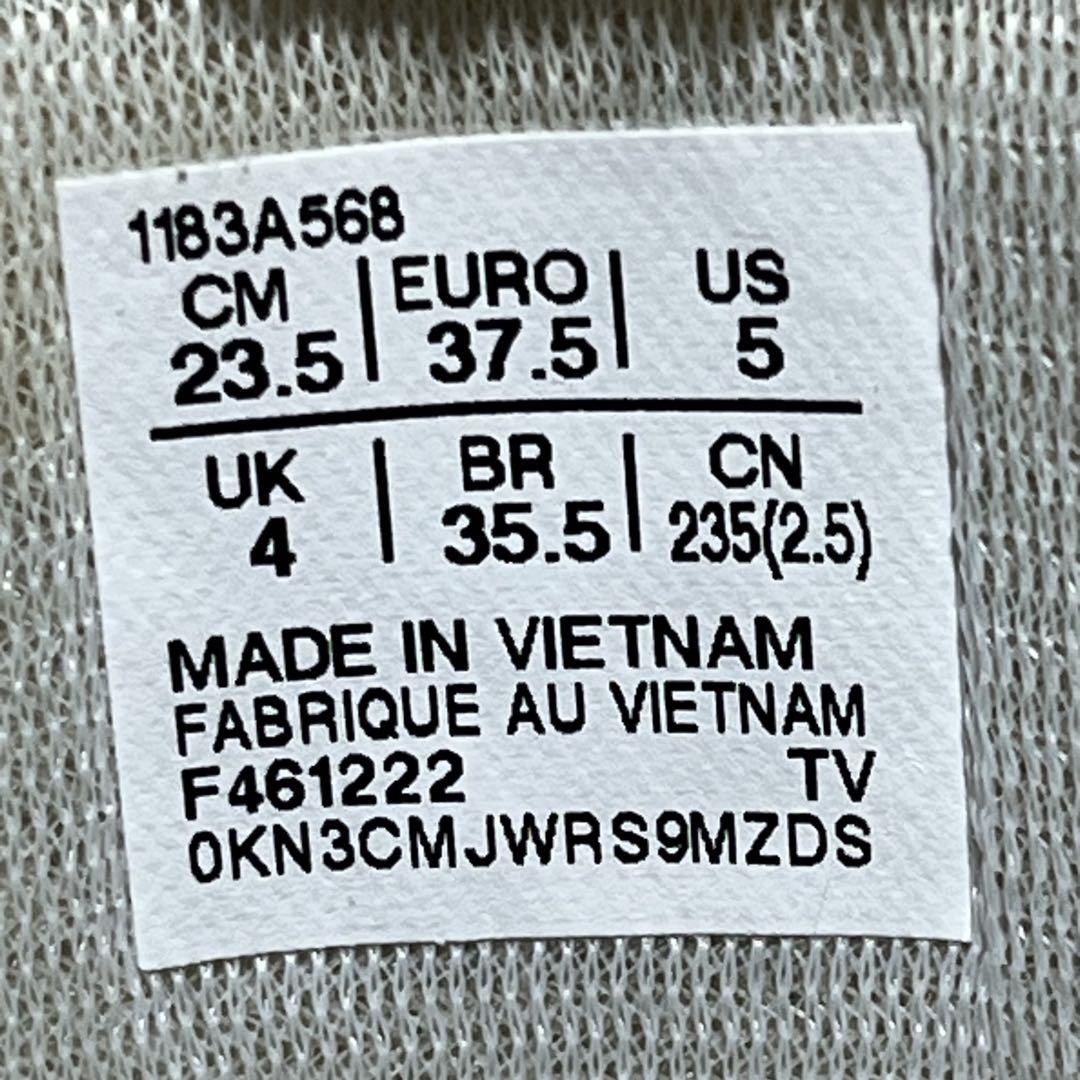 1183A568
CM | EURO | US
23.5 | 37.5 | 5
UK | BR | CN
4 | 35.5 | 235(2.5)
MADE IN VIETNAM
FABRIQUE AU VIETNAM
F461222 TV
0KN3CMJWRS9MZDS